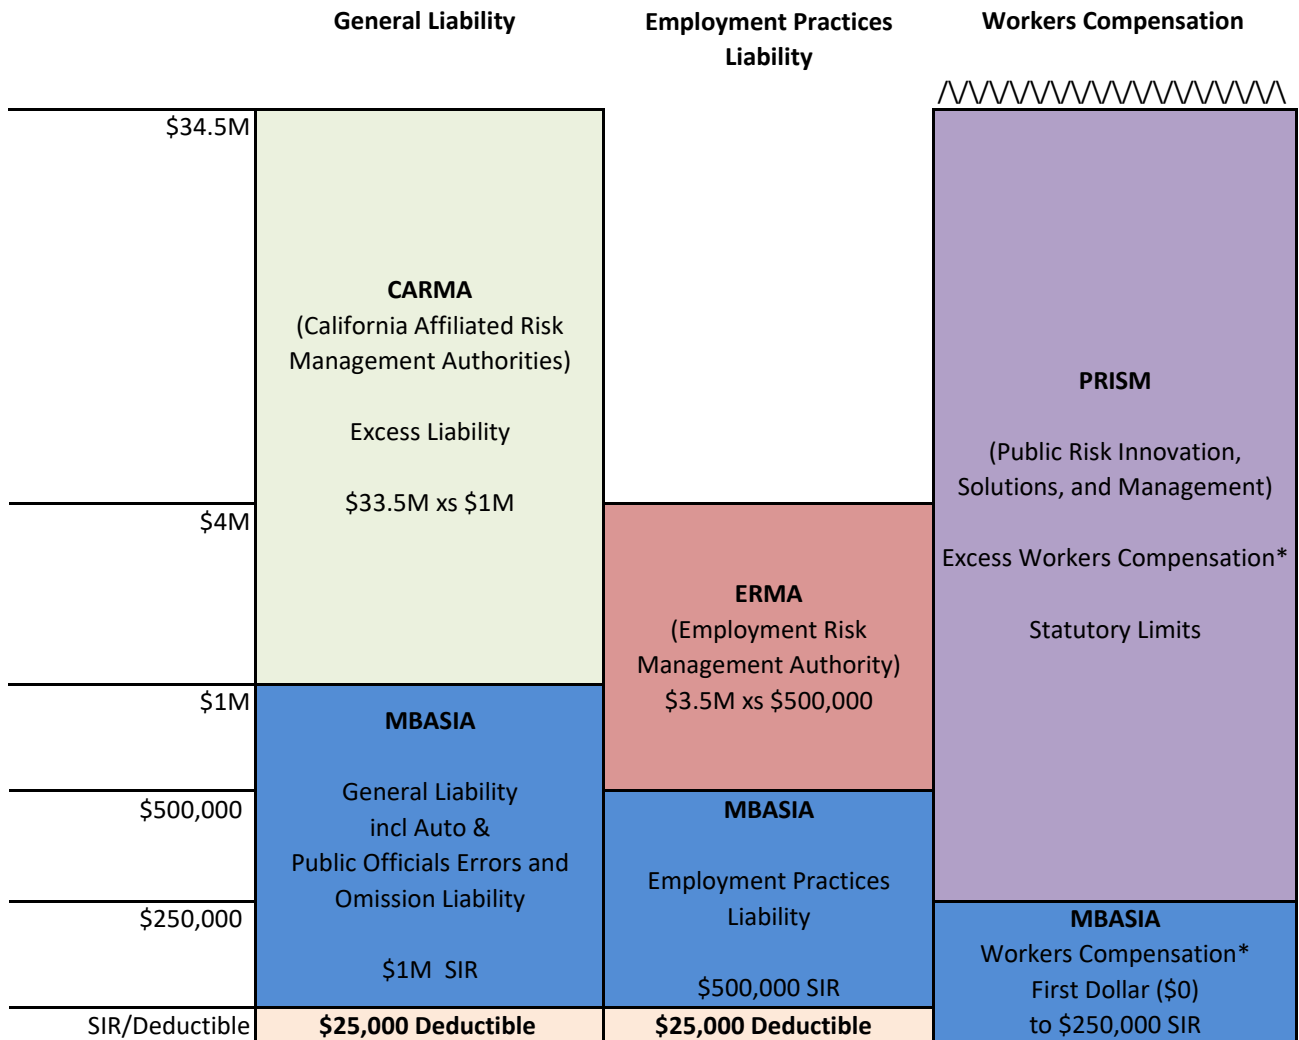 General Liability
Employment Practices
Liability
Workers Compensation
$34.5M
CARMA
(California Affiliated Risk
Management Authorities)
Excess Liability
$33.5M xs $1M
PRISM
(Public Risk Innovation,
Solutions, and Management)
Excess Workers Compensation*
Statutory Limits
$4M
ERMA
(Employment Risk
Management Authority)
$3.5M xs $500,000
$1M
MBASIA
General Liability
incl Auto &
Public Officials Errors and
Omission Liability
$1M SIR
$500,000
MBASIA
Employment Practices
Liability
$500,000 SIR
$250,000
MBASIA
Workers Compensation*
First Dollar ($0)
to $250,000 SIR
SIR/Deductible
$25,000 Deductible
$25,000 Deductible